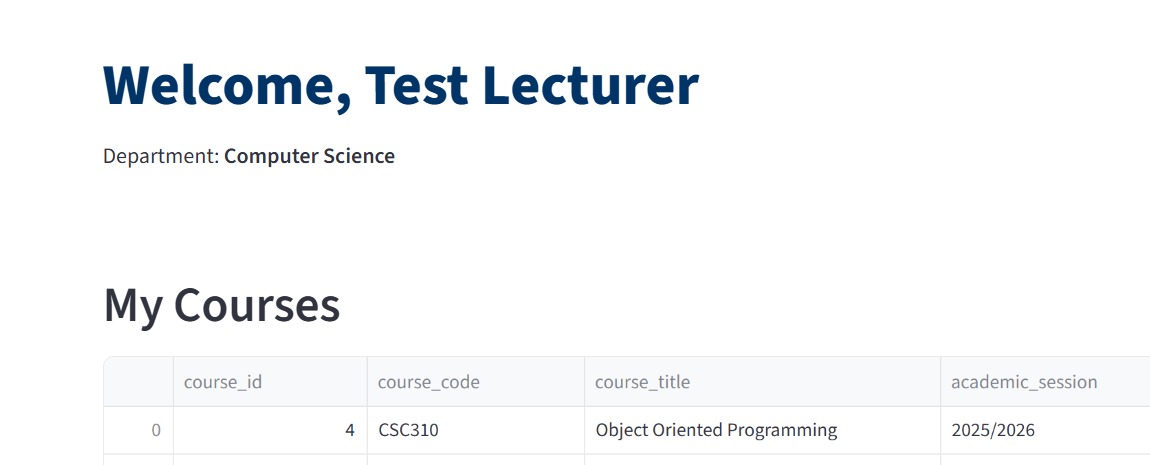 Welcome, Test Lecturer
Department: Computer Science
My Courses
course_id course_code course_title academic_session
0 4 CSC310 Object Oriented Programming 2025/2026